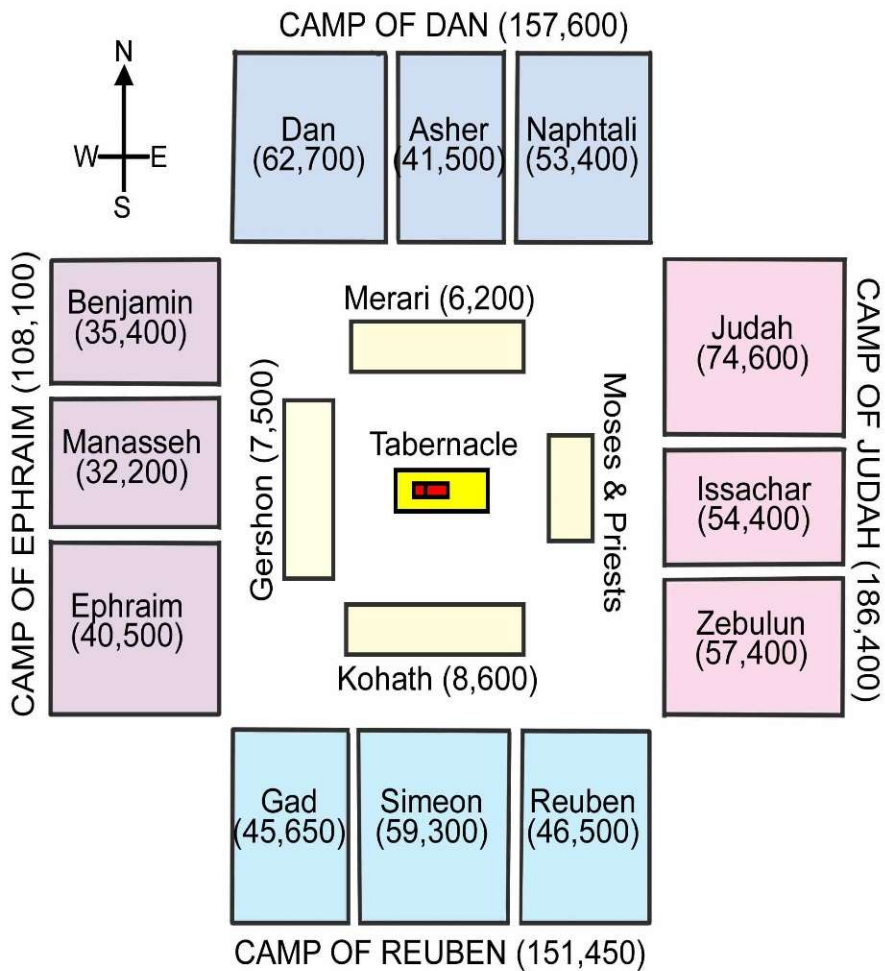 CAMP OF DAN (157,600)
N
W
E
S
Dan
(62,700)
Asher
(41,500)
Naphtali
(53,400)
CAMP OF EPHRAIM (108,100)
Benjamin
(35,400)
Manasseh
(32,200)
Ephraim
(40,500)
Merari (6,200)
Gershon (7,500)
Tabernacle
Moses & Priests
Kohath (8,600)
Judah
(74,600)
Issachar
(54,400)
Zebulun
(57,400)
CAMP OF JUDAH (186,400)
Gad
(45,650)
Simeon
(59,300)
Reuben
(46,500)
CAMP OF REUBEN (151,450)